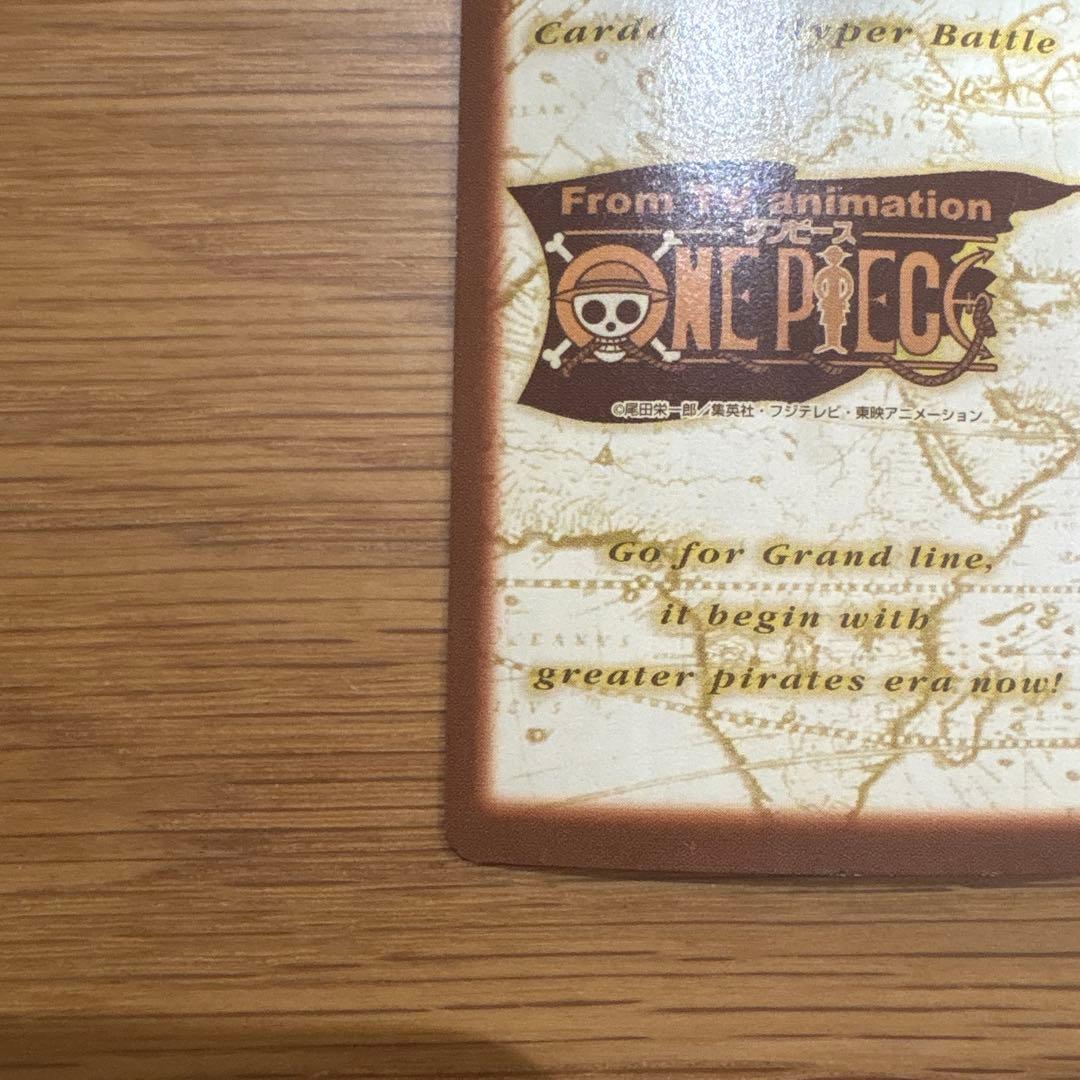 Hyper Battle
From TV animation
ワンピース
ONE PIECE
©尾田栄一郎／集英社・フジテレビ・東映アニメーション
Go for Grand line,
OCEANUS
it begin with
greater pirates era now!